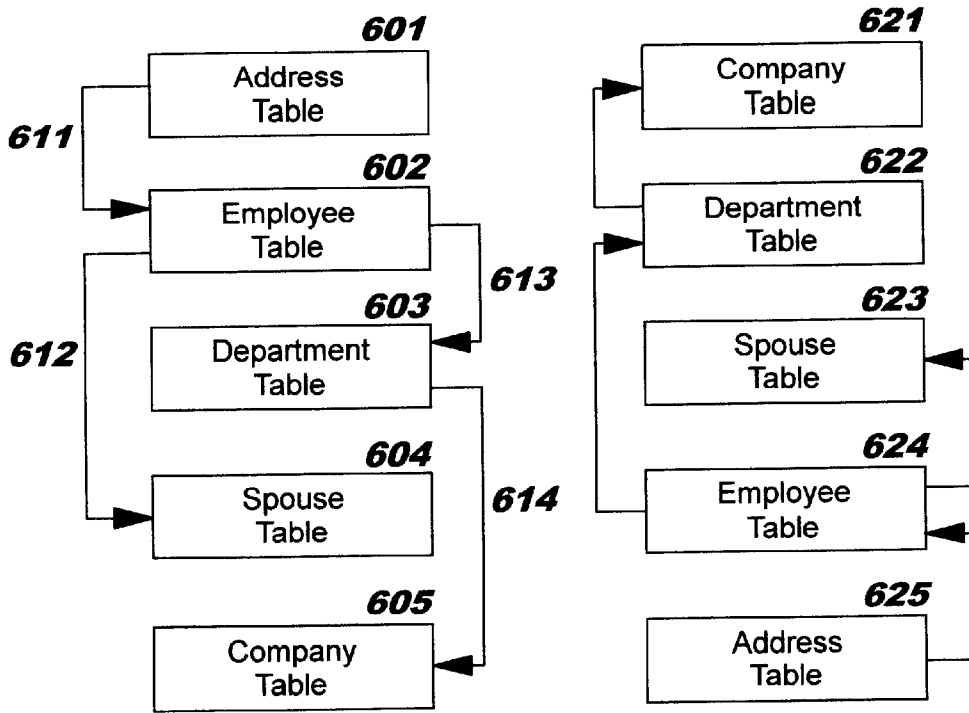 601
Address
Table
611
602
Employee
Table
613
603
Department
Table
612
604
Spouse
Table
614
605
Company
Table
621
Company
Table
622
Department
Table
623
Spouse
Table
624
Employee
Table
625
Address
Table